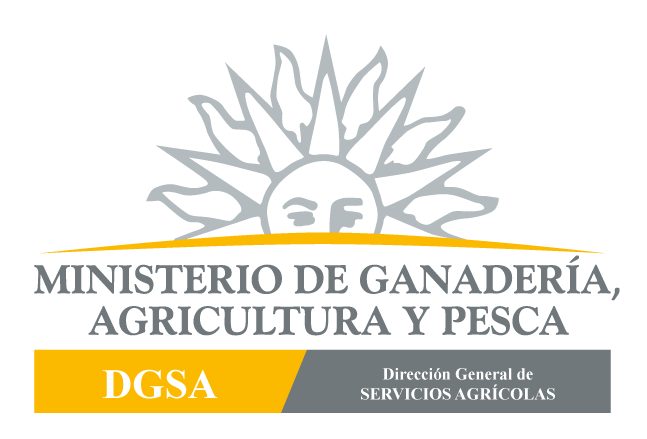 MINISTERIO DE GANADERÍA,
AGRICULTURA Y PESCA
DGSA
Dirección General de
SERVICIOS AGRÍCOLAS